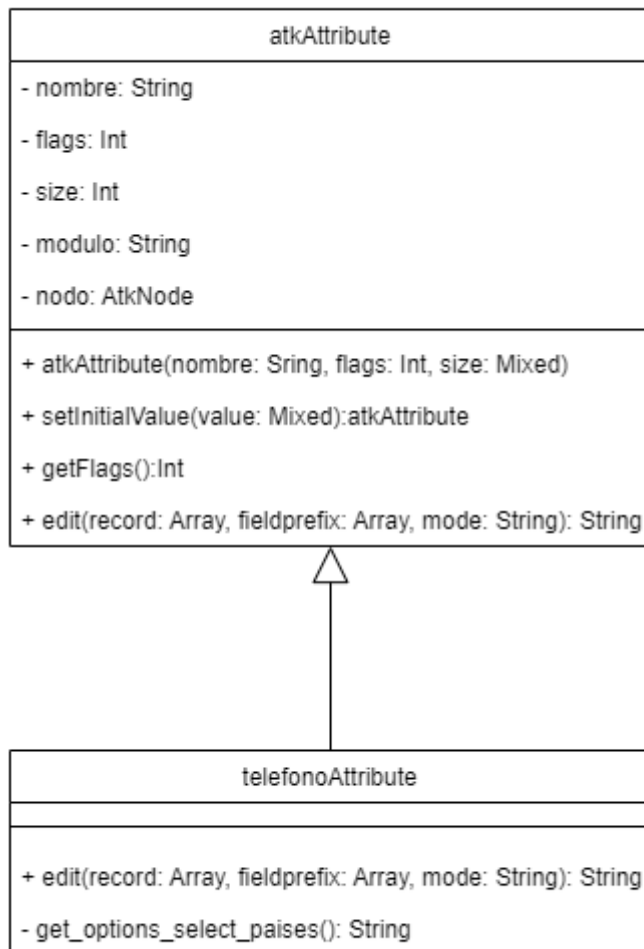 atkAttribute
- nombre: String
- flags: Int
- size: Int
- modulo: String
- nodo: AtkNode
+ atkAttribute(nombre: Sring, flags: Int, size: Mixed)
+ setInitialValue(value: Mixed):atkAttribute
+ getFlags():Int
+ edit(record: Array, fieldprefix: Array, mode: String): String
telefonoAttribute
+ edit(record: Array, fieldprefix: Array, mode: String): String
- get_options_select_paises(): String